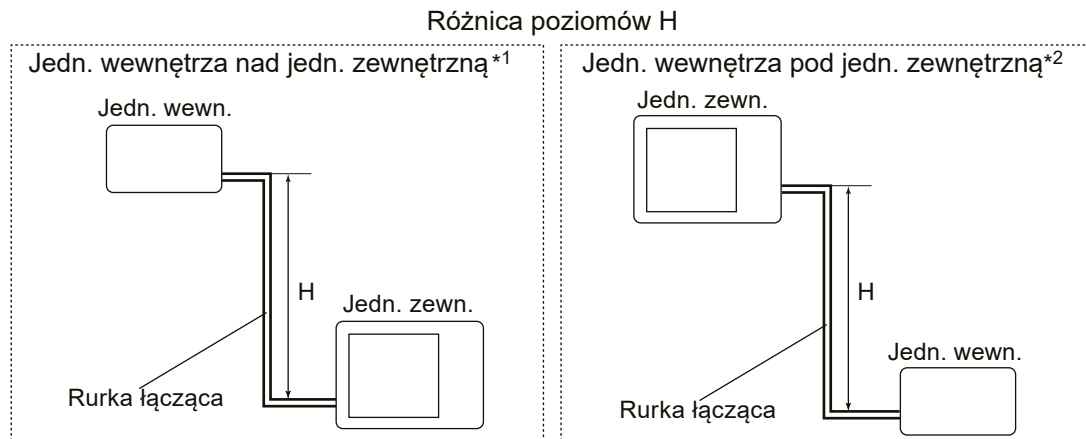 Różnica poziomów H
Jedn. wewnętrza nad jedn. zewnętrzną*1
Jedn. wewn.
H
Jedn. zewn.
Rurka łącząca
Jedn. wewnętrza pod jedn. zewnętrzną*2
Jedn. zewn.
H
Jedn. wewn.
Rurka łącząca